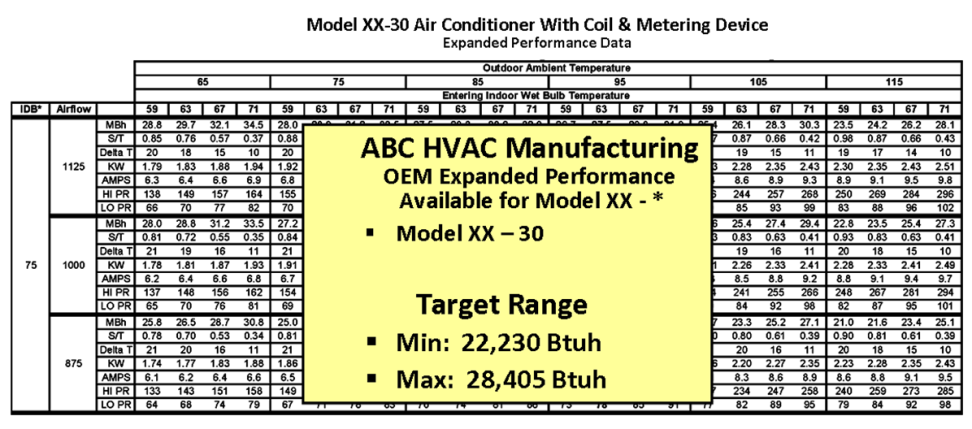 Model XX-30 Air Conditioner With Coil & Metering Device
Expanded Performance Data
Outdoor Ambient Temperature
65 75 85 95 105 115
Entering Indoor Wet Bulb Temperature
IDB* Airflow 59 63 67 71 59 63 67 71 59 63 67 71 59 63 67 71 59 63 67 71 59 63 67 71
MBh 28.8 29.7 32.1 34.5 28.0 26.1 28.3 30.3 23.5 24.2 26.2 28.1
S/T 0.85 0.76 0.57 0.37 0.88 0.87 0.66 0.42 0.98 0.87 0.66 0.43
Delta T 20 18 15 10 20 19 15 11 19 17 14 10
1125 KW 1.79 1.83 1.88 1.94 1.92 2.28 2.35 2.43 2.30 2.35 2.43 2.51
AMPS 6.3 6.4 6.6 6.9 6.8 8.6 8.9 9.3 8.9 9.1 9.5 9.8
HI PR 138 149 157 164 155 244 257 268 250 269 284 296
LO PR 66 70 77 82 70 85 93 99 83 88 96 102
MBh 28.0 28.8 31.2 33.5 27.2 25.4 27.4 29.4 22.8 23.5 25.4 27.3
S/T 0.81 0.72 0.55 0.35 0.84 0.83 0.63 0.41 0.93 0.83 0.63 0.41
Delta T 21 19 16 11 21 19 16 11 20 18 15 10
75 1000 KW 1.78 1.81 1.87 1.93 1.91 2.26 2.33 2.41 2.28 2.33 2.41 2.49
AMPS 6.2 6.4 6.6 6.8 6.7 8.5 8.8 9.2 8.8 9.1 9.4 9.7
HI PR 137 148 156 162 154 241 255 266 248 267 281 294
LO PR 65 70 76 81 69 84 92 98 82 87 95 101
MBh 25.8 26.5 28.7 30.8 25.0 23.3 25.2 27.1 21.0 21.6 23.4 25.1
S/T 0.78 0.70 0.53 0.34 0.81 0.80 0.61 0.39 0.90 0.81 0.61 0.39
Delta T 21 20 16 11 21 20 16 11 20 18 15 10
875 KW 1.74 1.77 1.83 1.88 1.86 2.20 2.27 2.35 2.23 2.28 2.35 2.43
AMPS 6.1 6.2 6.4 6.6 6.5 8.3 8.6 8.9 8.6 8.8 9.1 9.5
HI PR 133 143 151 158 149 234 247 258 240 259 273 285
LO PR 64 68 74 79 67 82 89 95 79 84 92 98
ABC HVAC Manufacturing
OEM Expanded Performance
Available for Model XX - *
▪ Model XX – 30
Target Range
▪ Min: 22,230 Btuh
▪ Max: 28,405 Btuh